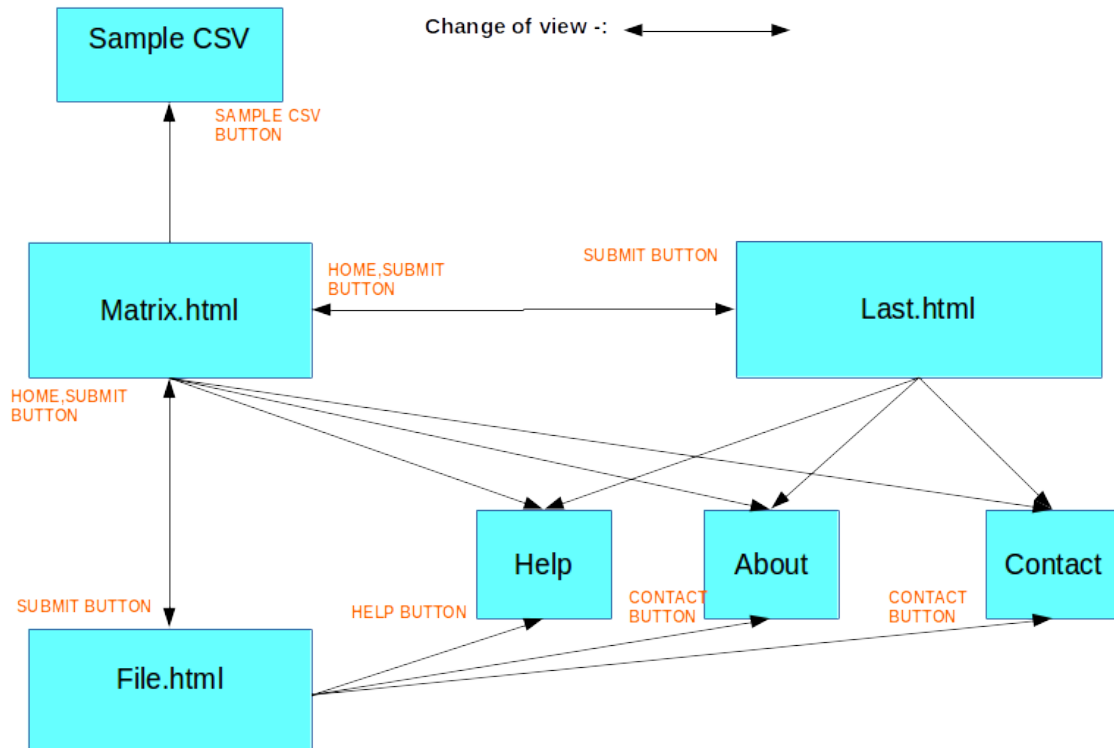 Sample CSV
Change of view -:
SAMPLE CSV
BUTTON
HOME,SUBMIT
BUTTON
SUBMIT BUTTON
Matrix.html
Last.html
HOME,SUBMIT
BUTTON
Help
About
Contact
SUBMIT BUTTON
HELP BUTTON
CONTACT
BUTTON
CONTACT
BUTTON
File.html